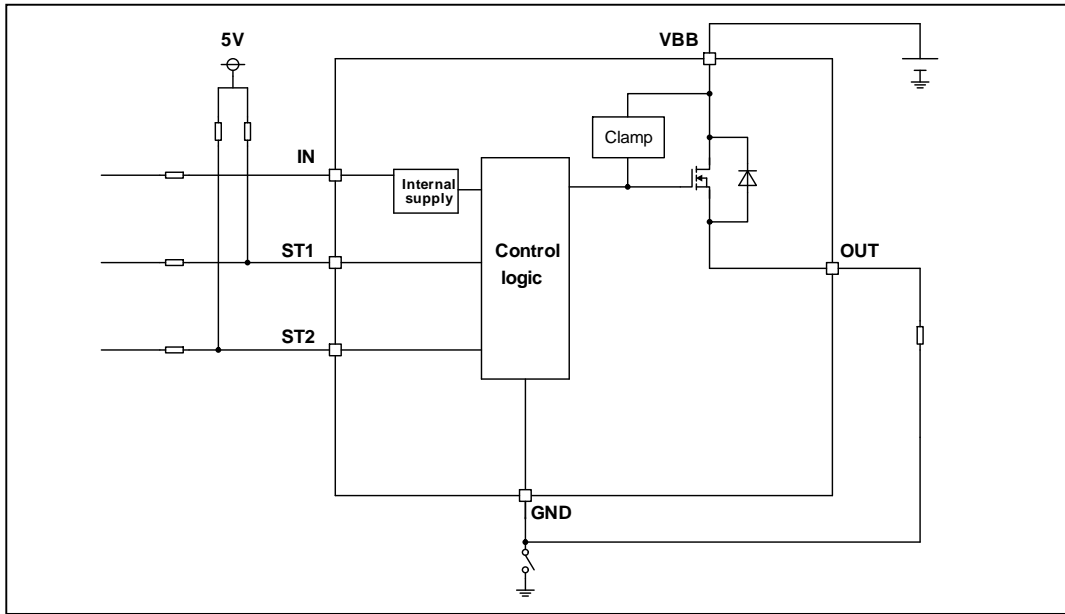 5V
VBB
Clamp
IN
Internal
supply
Control
logic
ST1
OUT
ST2
GND